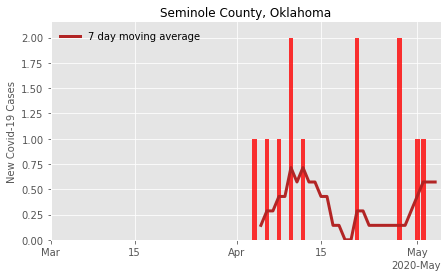 Seminole County, Oklahoma
7 day moving average
New Covid-19 Cases
2.00
1.75
1.50
1.25
1.00
0.75
0.50
0.25
0.00
Mar 15 Apr 15 May
2020-May